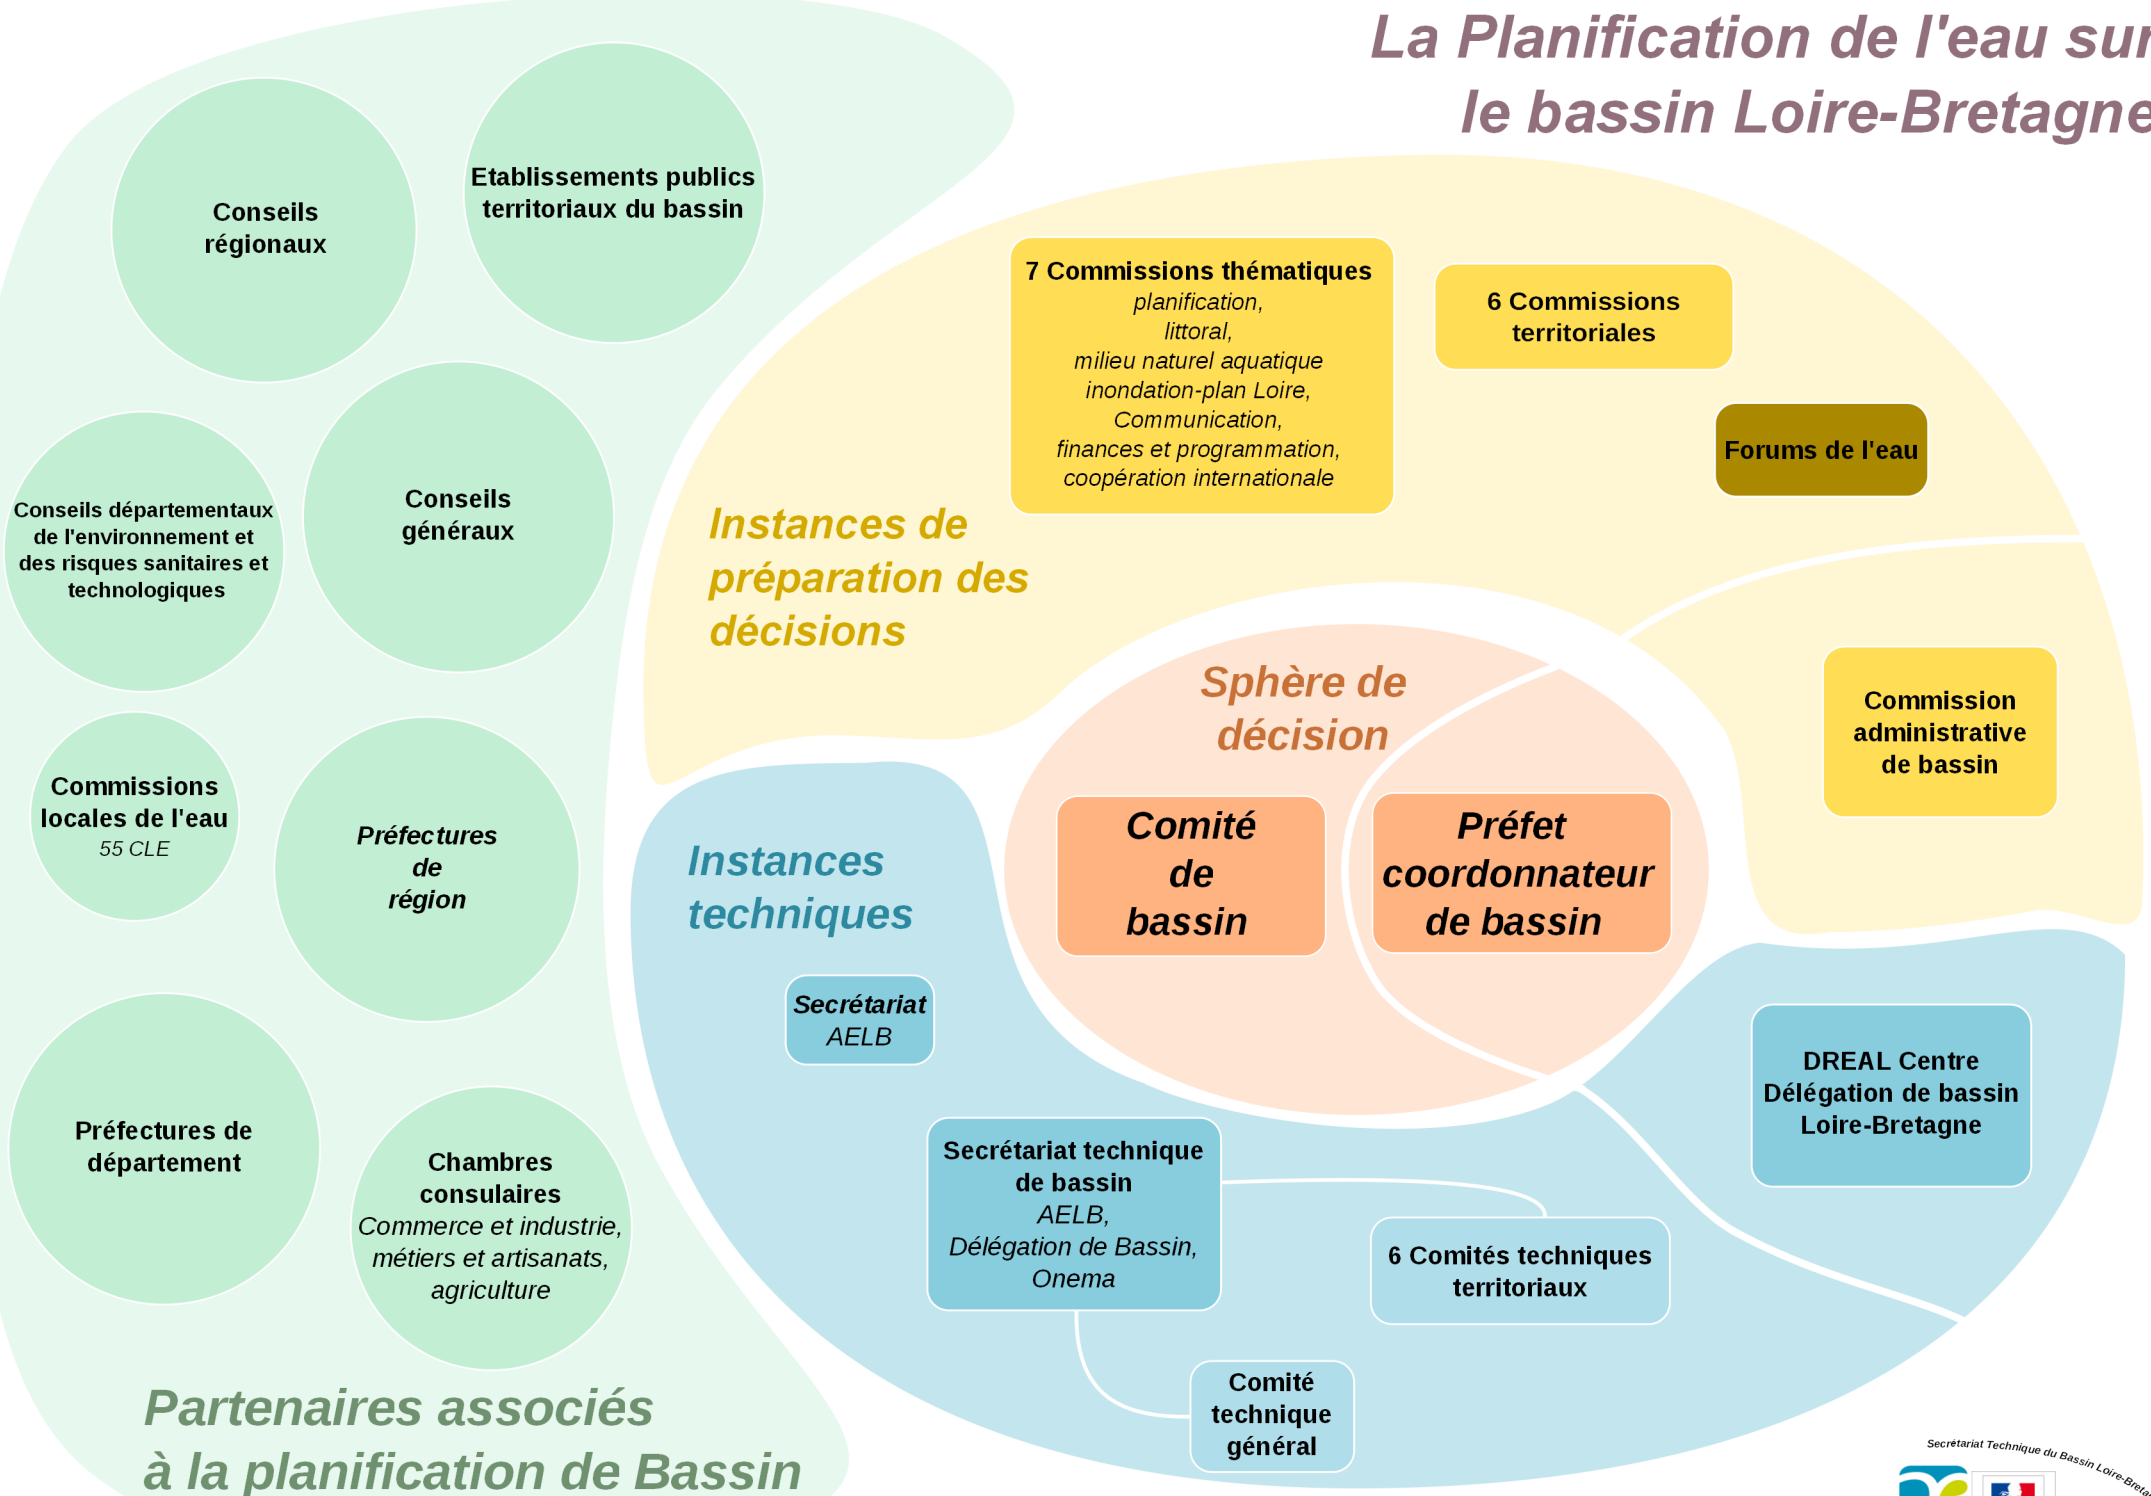 La Planification de l'eau sur
le bassin Loire-Bretagne
Conseils
régionaux
Etablissements publics
territoriaux du bassin
Conseils départementaux
de l'environnement et
des risques sanitaires et
technologiques
Conseils
généraux
Commissions
locales de l'eau
55 CLE
Préfectures
de
région
Préfectures de
département
Chambres
consulaires
Commerce et industrie,
métiers et artisanats,
agriculture
Partenaires associés
à la planification de Bassin
7 Commissions thématiques
planification,
littoral,
milieu naturel aquatique
inondation-plan Loire,
Communication,
finances et programmation,
coopération internationale
6 Commissions
territoriales
Forums de l'eau
Instances de
préparation des
décisions
Commission
administrative
de bassin
Sphère de
décision
Comité
de
bassin
Préfet
coordonnateur
de bassin
Instances
techniques
Secrétariat
AELB
Secrétariat technique
de bassin
AELB,
Délégation de Bassin,
Onema
6 Comités techniques
territoriaux
Comité
technique
général
DREAL Centre
Délégation de bassin
Loire-Bretagne
Secrétariat Technique du Bassin Loire-Breta